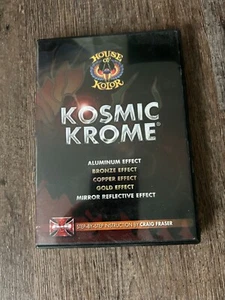 HOUSE
OF
KOLOR
KOSMIC
KROME®
ALUMINUM EFFECT
BRONZE EFFECT
COPPER EFFECT
GOLD EFFECT
MIRROR REFLECTIVE EFFECT
STEP-BY-STEP INSTRUCTION BY CRAIG FRASER